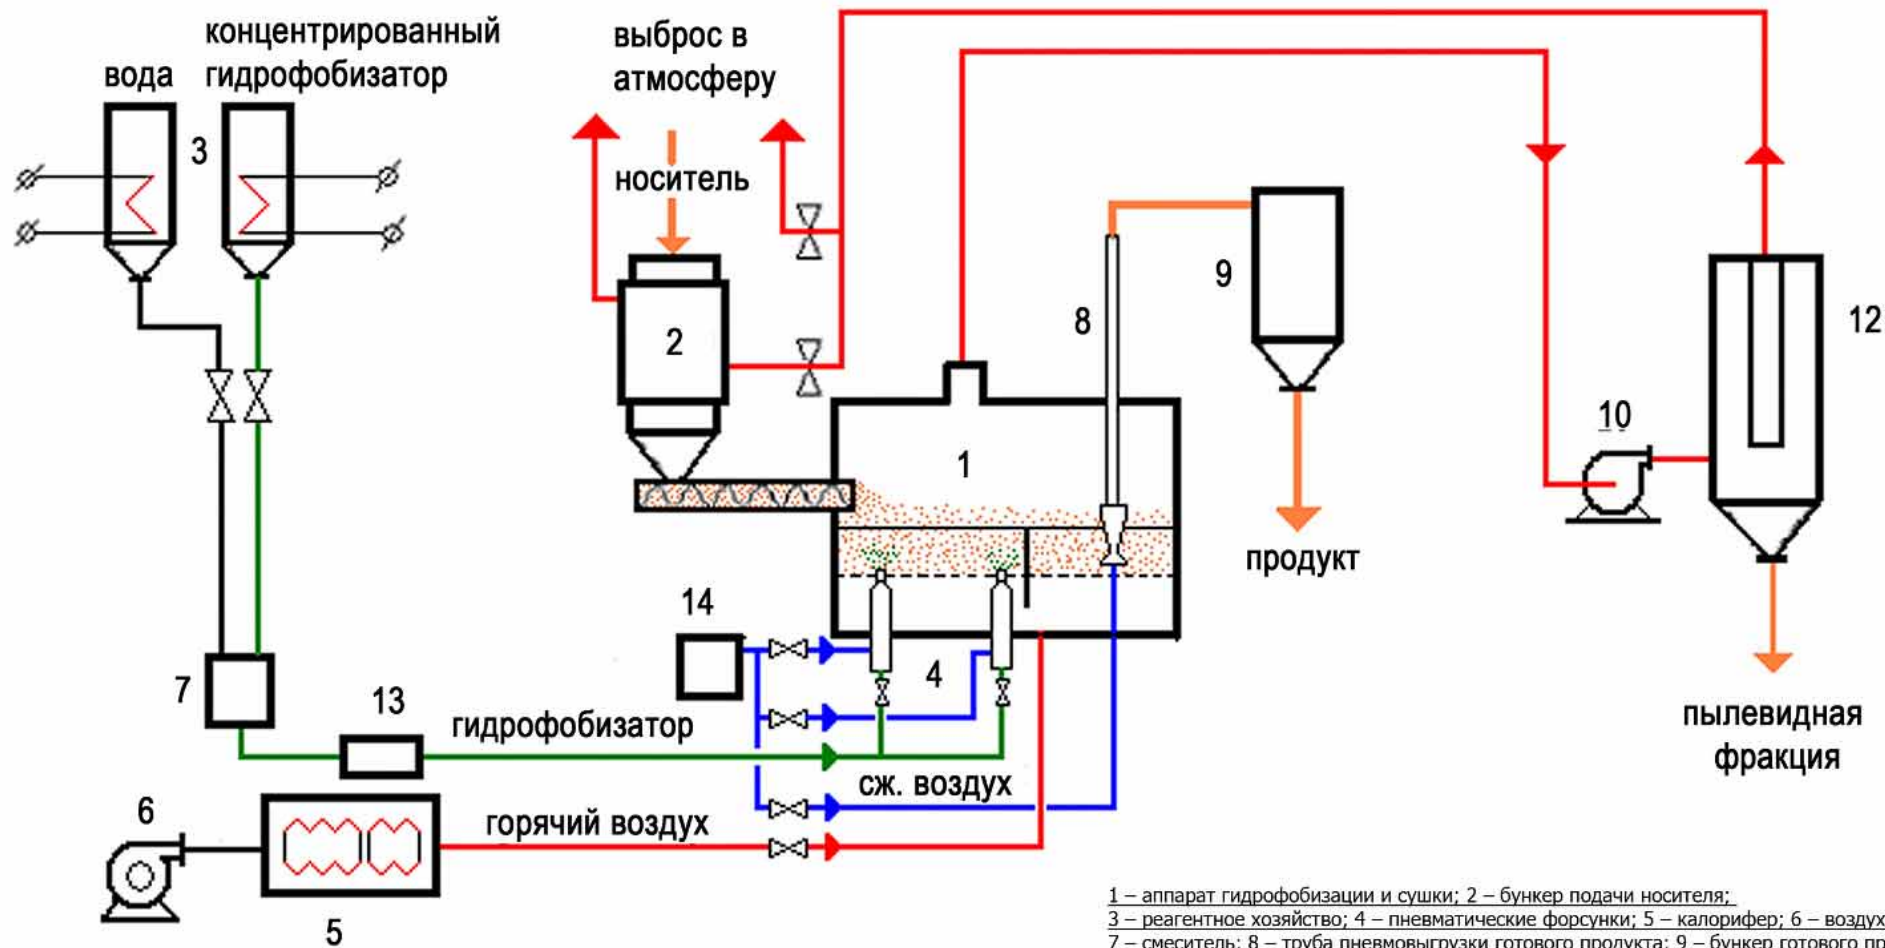 концентрированный
гидрофобизатор
вода
выброс в
атмосферу
3
носитель
2
8
9
12
10
1
продукт
14
4
7
13
гидрофобизатор
пылевидная
фракция
сж. воздух
6
горячий воздух
5
1 – аппарат гидрофобизации и сушки; 2 – бункер подачи носителя;
3 – реагентное хозяйство; 4 – пневматические форсунки; 5 – калорифер; 6 –
7 – смеситель; 8 – труба пневмовыгрузки готового продукта; 9 – бункер готового